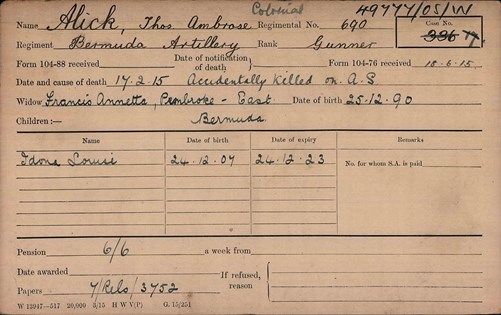 Colonial 49777/05/W
Name Alick, Thos. Ambrose Regimental No. 690 Case No.
Regiment Bermuda Artillery Rank Gunner 336 77
Form 104-88 received Date of notification of death Form 104-76 received 18.6.15
Date and cause of death 17.2.15 Accidentally Killed on A.S
Widow Francis Annetta, Pembroke - East Date of birth 25.12.90
Children:— Bermuda.
Name Date of birth Date of expiry Remarks
Idona Louisi 24.12.07 24.12.23 No. for whom S.A. is paid
Pension 6/6 a week from
Date awarded If refused, reason
Papers 7/Rels/3752
W 13947—517 20,000 3/15 H W V(P) G. 15/251